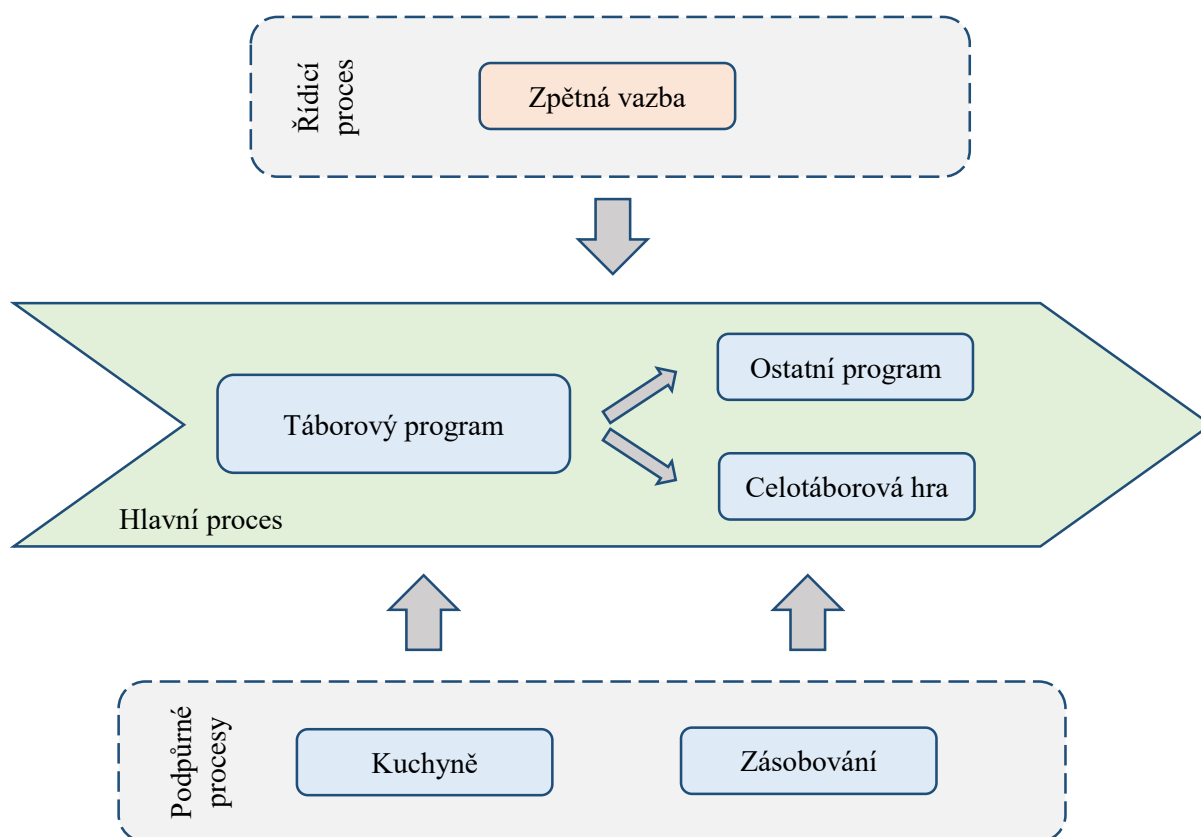 Řídicí
proces
Zpětná vazba
Ostatní program
Táborový program
Celotáborová hra
Hlavní proces
Podpůrné
procesy
Kuchyně
Zásobování